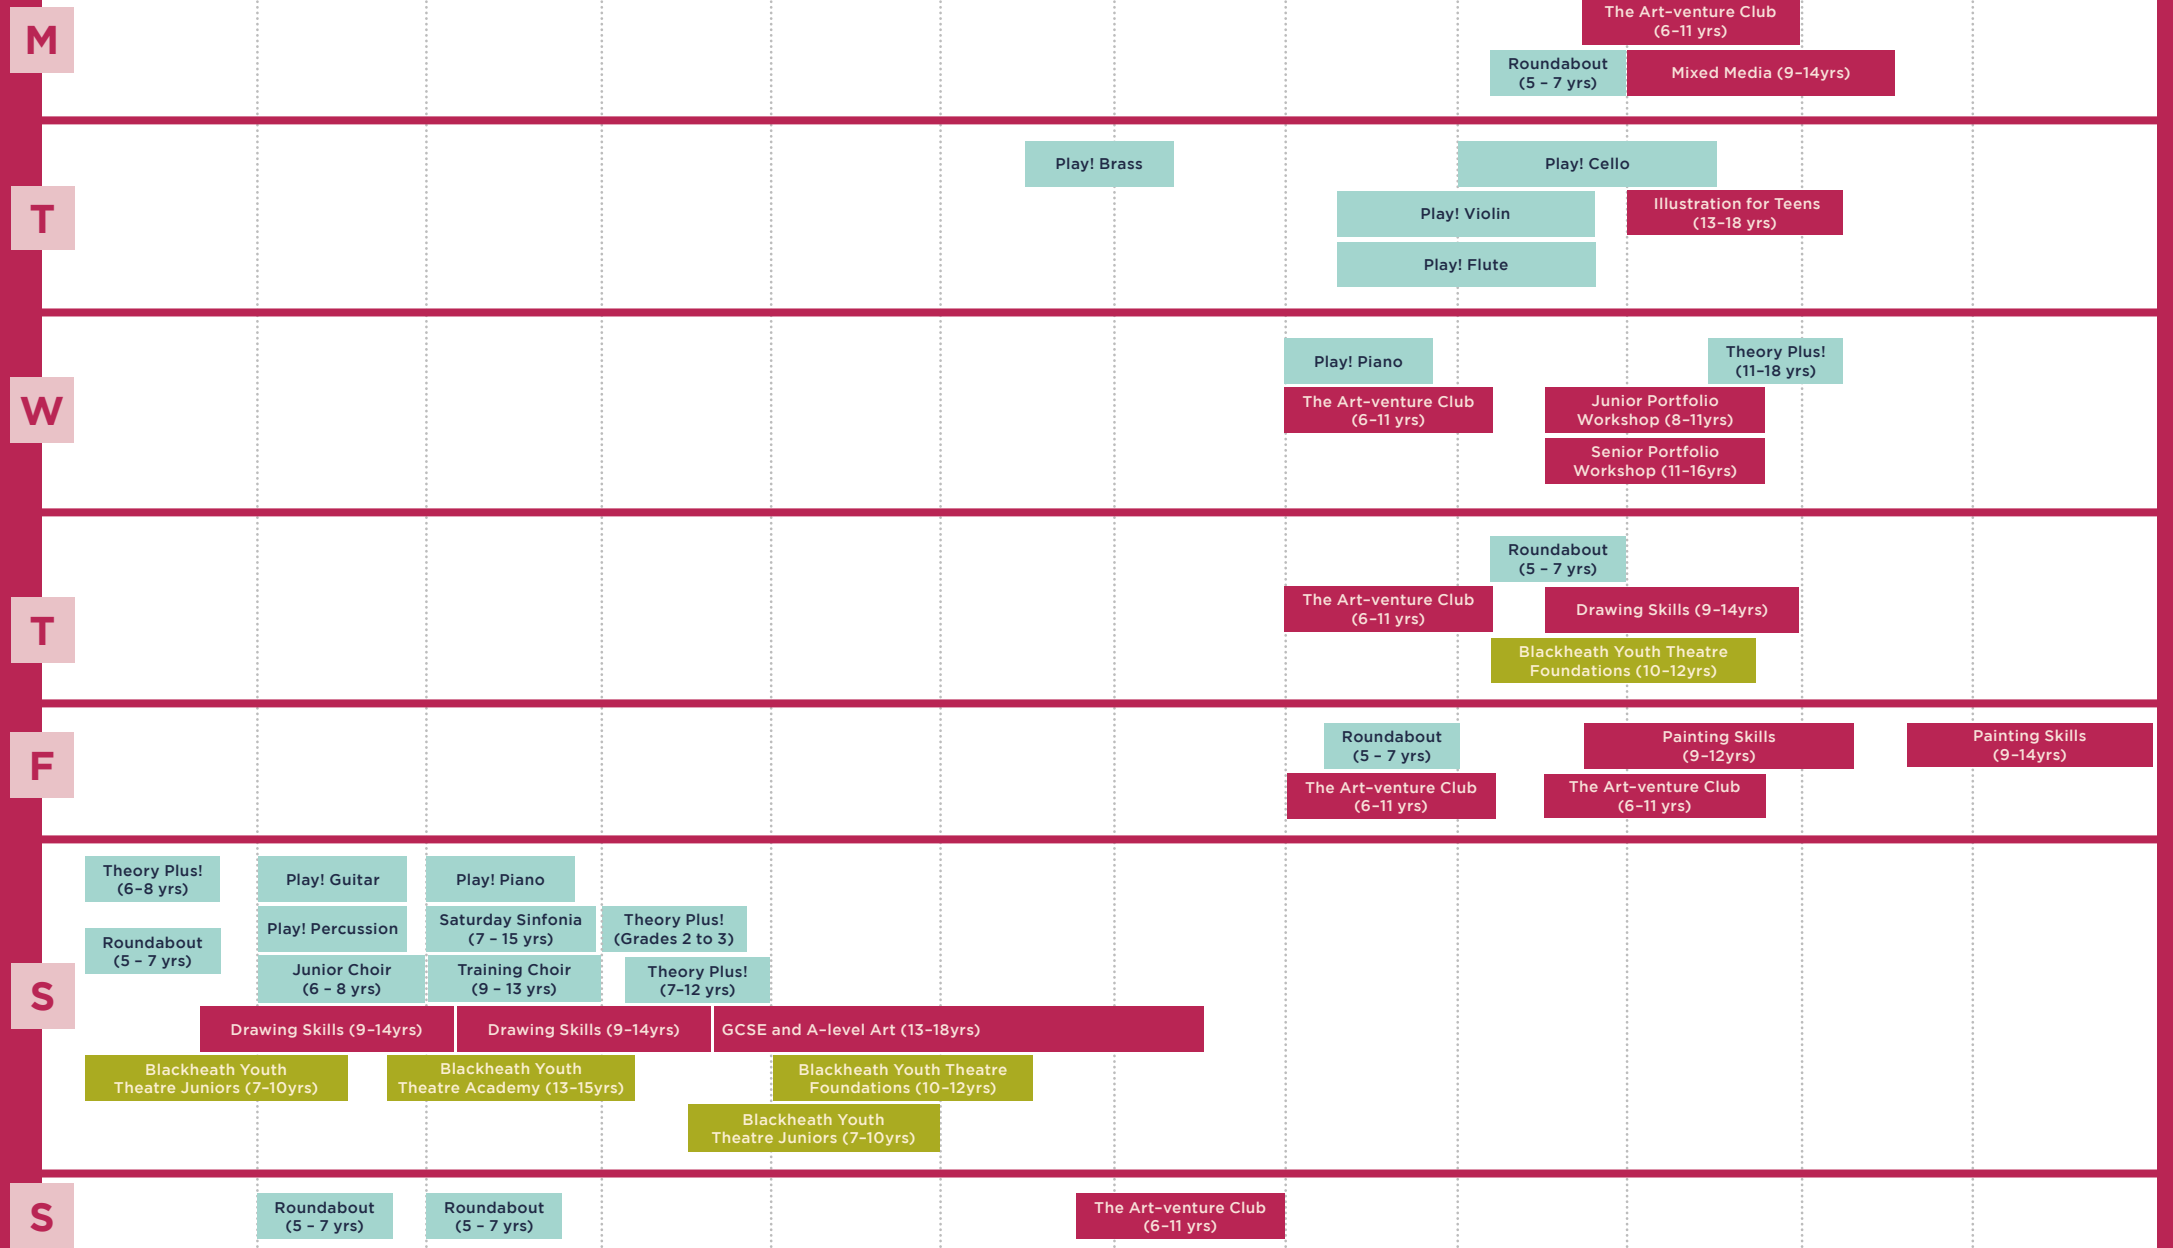 M
The Art–venture Club
(6–11 yrs)
Roundabout
(5 – 7 yrs)
Mixed Media (9–14yrs)
T
Play! Brass
Play! Cello
Play! Violin
Illustration for Teens
(13–18 yrs)
Play! Flute
W
Play! Piano
Theory Plus!
(11–18 yrs)
The Art–venture Club
(6–11 yrs)
Junior Portfolio
Workshop (8–11yrs)
Senior Portfolio
Workshop (11–16yrs)
T
Roundabout
(5 – 7 yrs)
The Art–venture Club
(6–11 yrs)
Drawing Skills (9–14yrs)
Blackheath Youth Theatre
Foundations (10–12yrs)
F
Roundabout
(5 – 7 yrs)
Painting Skills
(9–12yrs)
Painting Skills
(9–14yrs)
The Art–venture Club
(6–11 yrs)
The Art–venture Club
(6–11 yrs)
S
Theory Plus!
(6–8 yrs)
Play! Guitar
Play! Piano
Roundabout
(5 – 7 yrs)
Play! Percussion
Saturday Sinfonia
(7 – 15 yrs)
Theory Plus!
(Grades 2 to 3)
Junior Choir
(6 – 8 yrs)
Training Choir
(9 – 13 yrs)
Theory Plus!
(7–12 yrs)
Drawing Skills (9–14yrs)
Drawing Skills (9–14yrs)
GCSE and A–level Art (13–18yrs)
Blackheath Youth
Theatre Juniors (7–10yrs)
Blackheath Youth
Theatre Academy (13–15yrs)
Blackheath Youth Theatre
Foundations (10–12yrs)
Blackheath Youth
Theatre Juniors (7–10yrs)
S
Roundabout
(5 – 7 yrs)
Roundabout
(5 – 7 yrs)
The Art–venture Club
(6–11 yrs)